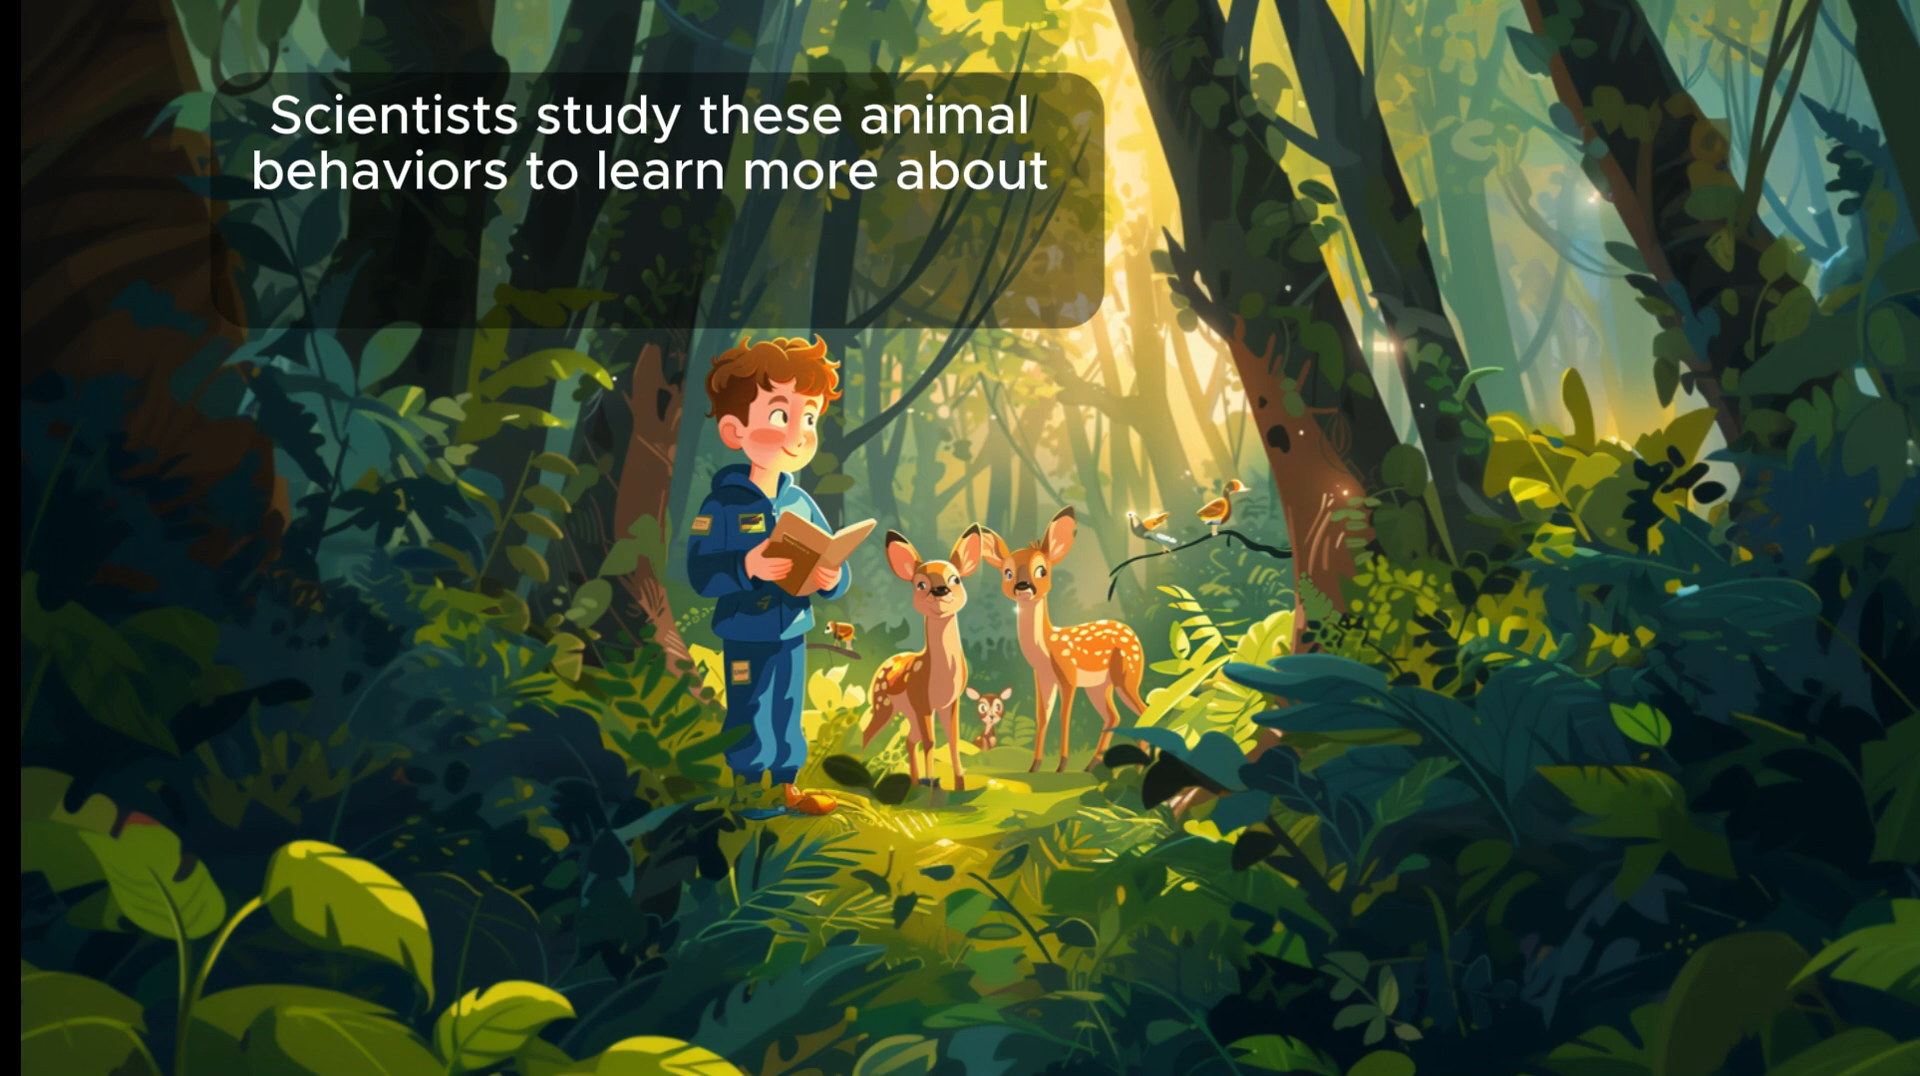 Scientists study these animal
behaviors to learn more about